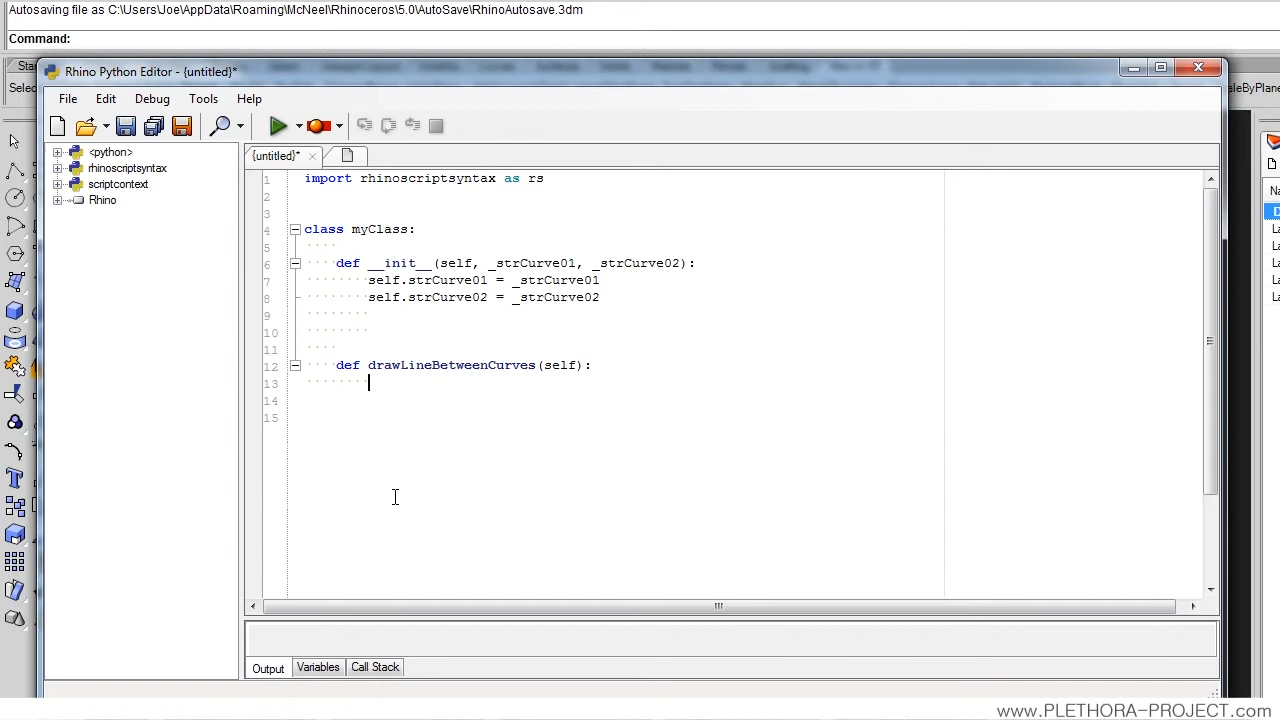 Autosaving file as C:\Users\Joe\AppData\Roaming\McNeel\Rhinoceros\5.0\AutoSave\RhinoAutosave.3dm
Command:
Rhino Python Editor - {untitled}*
File Edit Debug Tools Help
{untitled}*
<python>
rhinoscriptsyntax
scriptcontext
Rhino
1 import rhinoscriptsyntax as rs
2
3
4 class myClass:
5
6 def __init__(self, _strCurve01, _strCurve02):
7 self.strCurve01 = _strCurve01
8 self.strCurve02 = _strCurve02
9
10
11
12 def drawLineBetweenCurves(self):
13
14
15
Output Variables Call Stack
www.PLETHORA-PROJECT.com